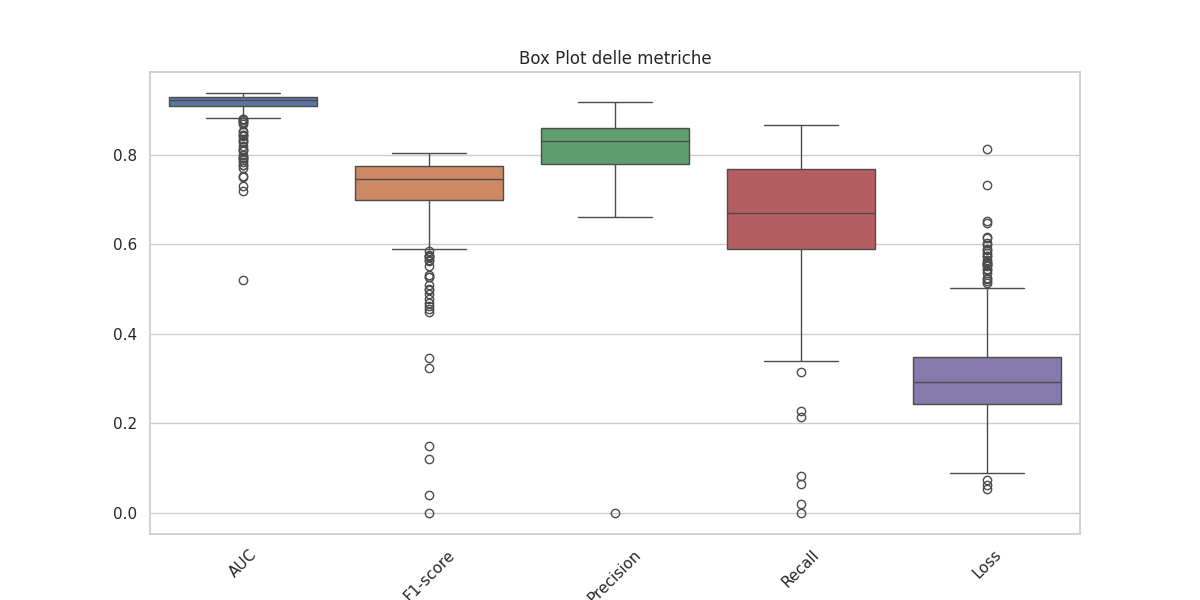 Box Plot delle metriche
0.8
0.6
0.4
0.2
0.0
AUC
F1-score
Precision
Recall
Loss